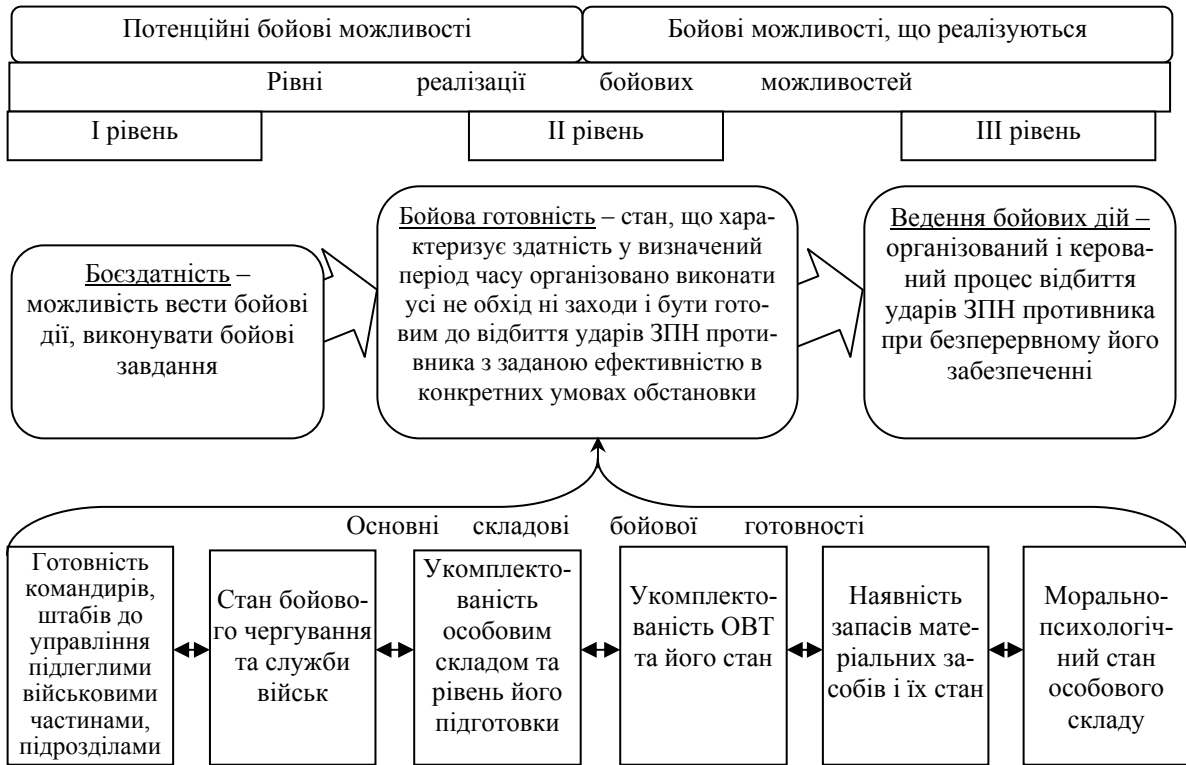 Потенційні бойові можливості
Бойові можливості, що реалізуються
Рівні реалізації бойових можливостей
І рівень
ІІ рівень
ІІІ рівень
Боєздатність –
можливість вести бойові
дії, виконувати бойові
завдання
Бойова готовність – стан, що хара-
ктеризує здатність у визначений
період часу організовано виконати
усі не обхід ні заходи і бути гото-
вим до відбиття ударів ЗПН проти-
вника з заданою ефективністю в
конкретних умовах обстановки
Ведення бойових дій –
організований і керова-
ний процес відбиття
ударів ЗПН противника
при безперервному його
забезпеченні
Основні складові бойової готовності
Готовність
командирів,
штабів до
управління
підлеглими
військовими
частинами,
підрозділами
Стан бойово-
го чергування
та служби
військ
Укомплекто-
ваність
особовим
складом та
рівень його
підготовки
Укомплекто-
ваність ОВТ
та його стан
Наявність
запасів мате-
ріальних за-
собів і їх стан
Морально-
психологіч-
ний стан
особового
складу